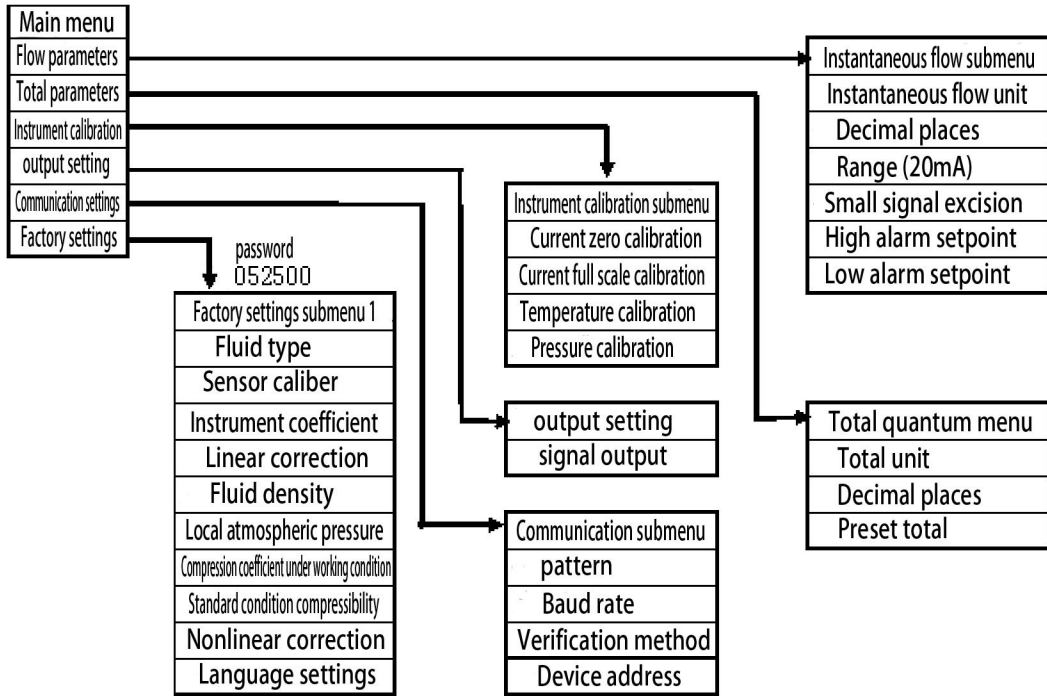 Main menu
Flow parameters
Total parameters
Instrument calibration
output setting
Communication settings
Factory settings
password
052500
Factory settings submenu 1
Fluid type
Sensor caliber
Instrument coefficient
Linear correction
Fluid density
Local atmospheric pressure
Compression coefficient under working condition
Standard condition compressibility
Nonlinear correction
Language settings
Instrument calibration submenu
Current zero calibration
Current full scale calibration
Temperature calibration
Pressure calibration
output setting
signal output
Communication submenu
pattern
Baud rate
Verification method
Device address
Instantaneous flow submenu
Instantaneous flow unit
Decimal places
Range (20mA)
Small signal excision
High alarm setpoint
Low alarm setpoint
Total quantum menu
Total unit
Decimal places
Preset total